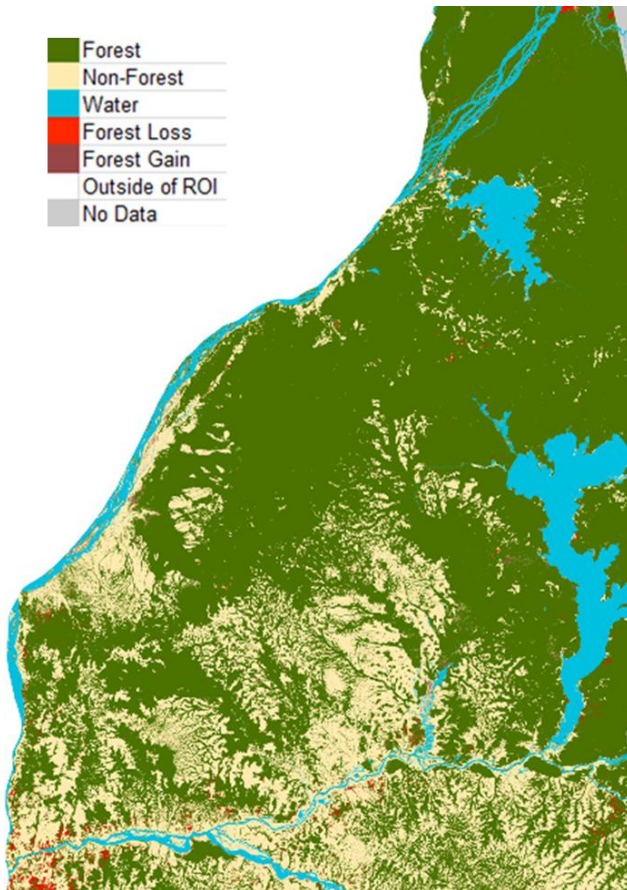 Forest
Non-Forest
Water
Forest Loss
Forest Gain
Outside of ROI
No Data